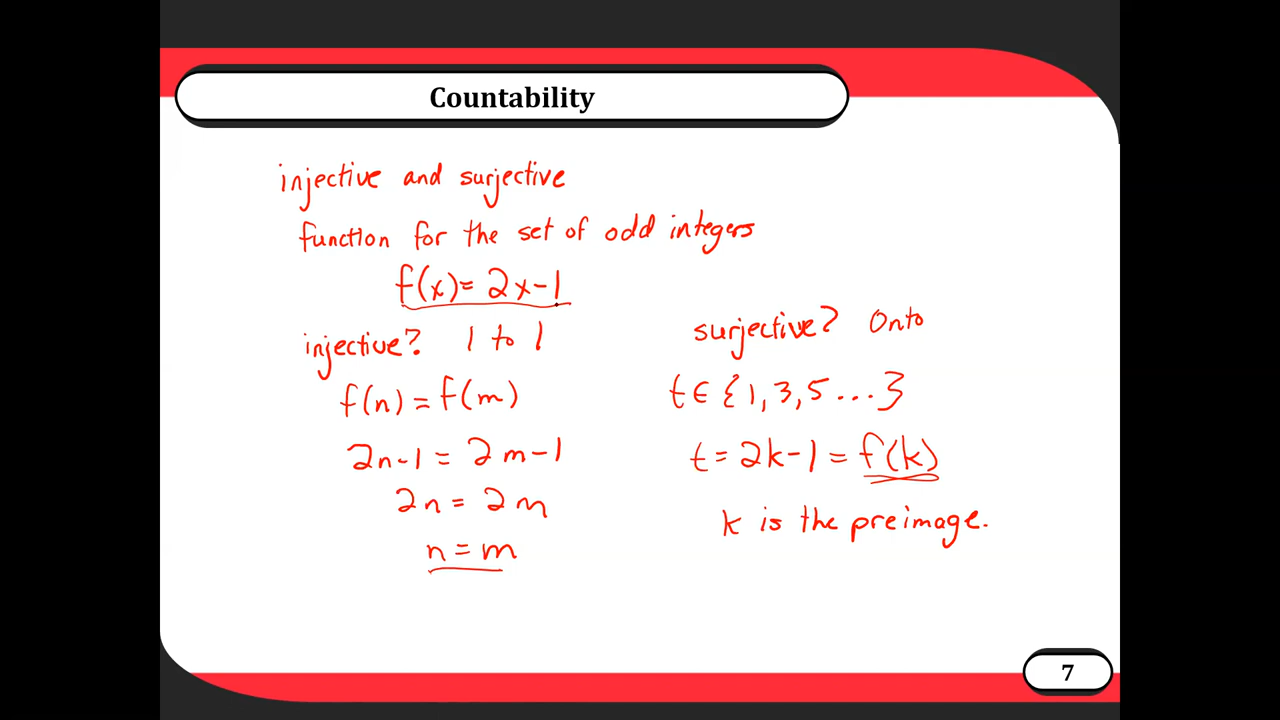 Countability
injective and surjective
function for the set of odd integers
f(x)= 2x-1
injective? 1 to 1
f(n) = f(m)
2n-1 = 2m-1
2n = 2m
n = m
surjective? Onto
t∈ {1,3,5...}
t = 2k-1 = f(k)
k is the preimage.
7